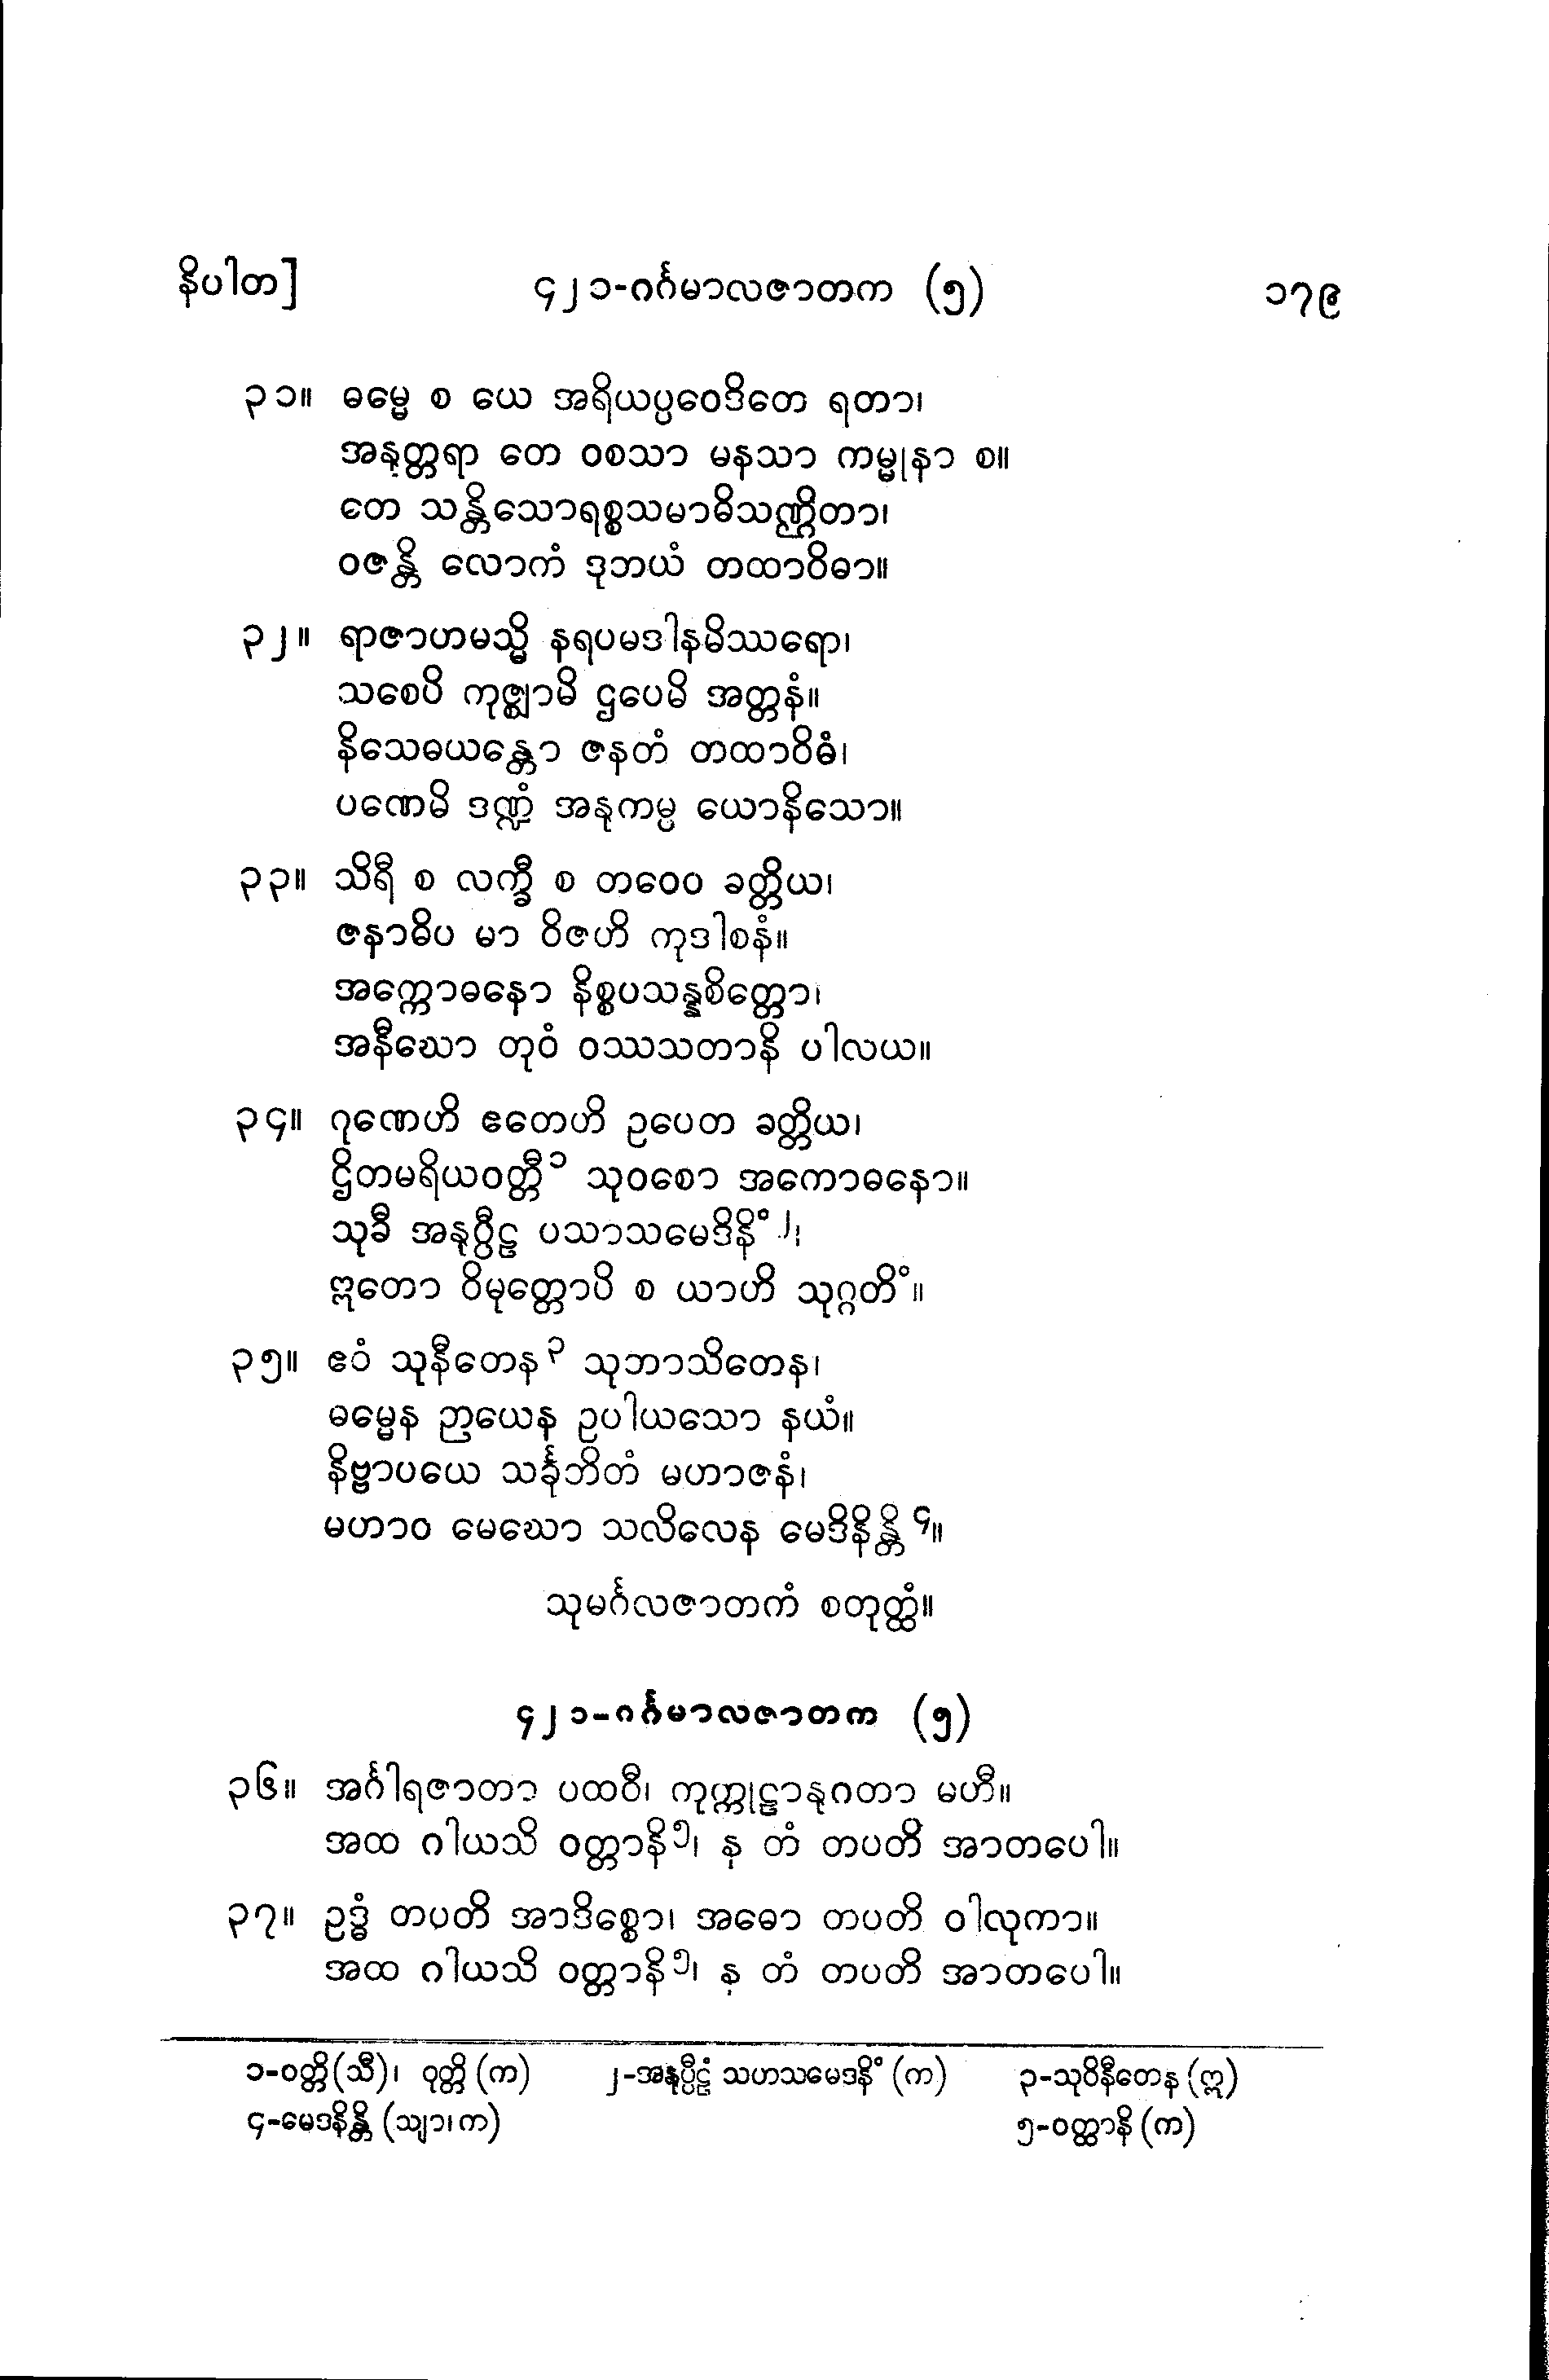 နိပါတ]
၄၂၁-ဂင်္ဂမာလဇာတက (၅)
၁၇၉
၃၁။ ဓမ္မေ စ ယေ အရိယပ္ပဝေဒိတေ ရတာ၊
အနုတ္တရာ တေ ဝစသာ မနသာ ကမ္မုနာ စ။
တေ သန္တိသောရစ္စသမာဓိသဏ္ဌိတာ၊
ဝဇန္တိ လောကံ ဒုဘယံ တထာဝိဓာ။
၃၂။ ရာဇာဟမသ္မိ နရပမဒါနမိဿရော၊
သစေပိ ကုဇ္ဈာမိ ဌပေမိ အတ္တနံ။
နိသေဓယန္တော ဇနတံ တထာဝိဓံ၊
ပဏေမိ ဒဏ္ဍံ အနုကမ္ပ ယောနိသော။
၃၃။ သိရီ စ လက္ခီ စ တဝေဝ ခတ္တိယ၊
ဇနာဓိပ မာ ဝိဇဟိ ကုဒါစနံ။
အက္ကောဓနော နိစ္စပသန္နစိတ္တော၊
အနီဃော တုဝံ ဝဿသတာနိ ပါလယ။
၃၄။ ဂုဏေဟိ ဧတေဟိ ဥပေတ ခတ္တိယ၊
ဌိတမရိယဝတ္တီ၁ သုဝစော အကောဓနော။
သုခီ အနုပ္ပီဠ ပသာသမေဒိနိံ၂၊
ဣတော ဝိမုတ္တောပိ စ ယာဟိ သုဂ္ဂတိံ။
၃၅။ ဧဝံ သုနီတေန၃ သုဘာသိတေန၊
ဓမ္မေန ဉာယေန ဥပါယသော နယံ။
နိဗ္ဗာပယေ သင်္ခုဘိတံ မဟာဇနံ၊
မဟာဝ မေဃော သလိလေန မေဒိနိန္တိ၄။
သုမင်္ဂလဇာတကံ စတုတ္ထံ။
၄၂၁-ဂင်္ဂမာလဇာတက (၅)
၃၆။ အင်္ဂါရဇာတာ ပထဝီ၊ ကုက္ကုဠာနုဂတာ မဟီ။
အထ ဂါယသိ ဝတ္တာနိ၅၊ န တံ တပတိ အာတပေါ။
၃၇။ ဥဒ္ဓံ တပတိ အာဒိစ္စော၊ အဓော တပတိ ဝါလုကာ။
အထ ဂါယသိ ဝတ္တာနိ၅၊ န တံ တပတိ အာတပေါ။
၁-ဝတ္တိ (သီ)၊ ဝုတ္တိ (က) ၂-အနုပ္ပီဠံ သဟသမေဒနိံ (က) ၃-သုဝိနီတေန (ဣ)
၄-မေဒနိန္တိ (သျာ၊ က) ၅-ဝတ္ထာနိ (က)